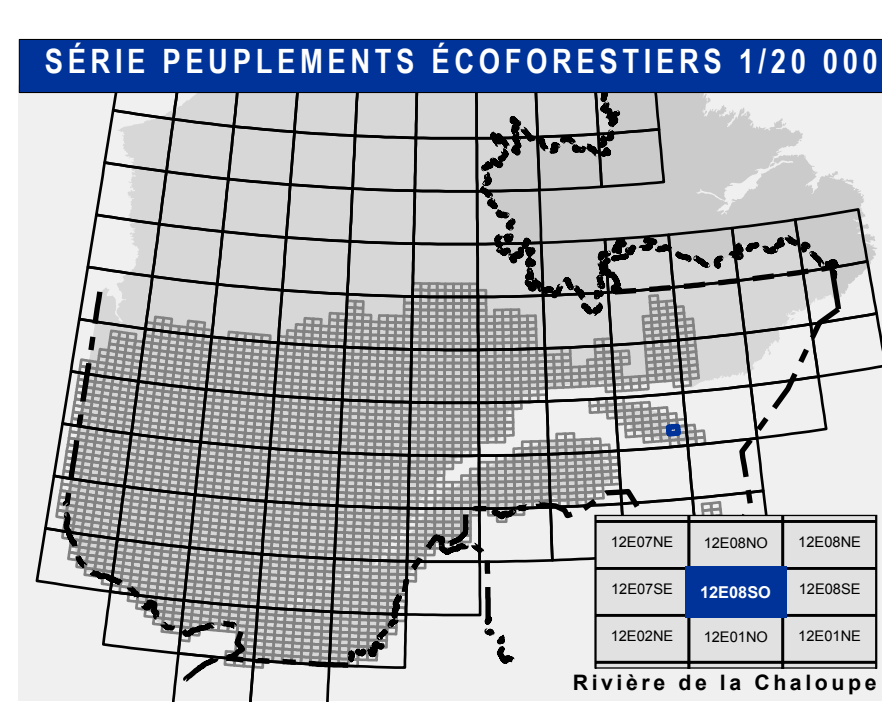 SÉRIE PEUPLEMENTS ÉCOFORESTIERS 1/20 000
12E07NE 12E08NO 12E08NE
12E07SE 12E08SO 12E08SE
12E02NE 12E01NO 12E01NE
Rivière de la Chaloupe